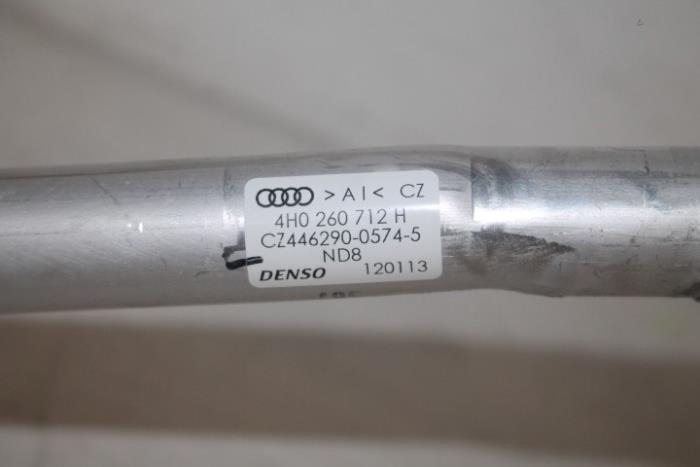 >AI< CZ
4H0 260 712 H
CZ446290-0574-5
ND8
DENSO 120113